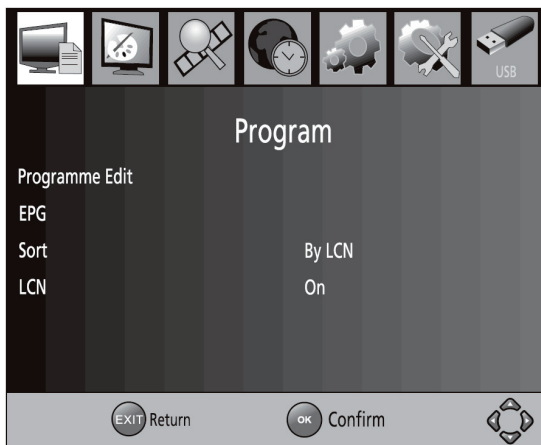 USB
Program
Programme Edit
EPG
Sort By LCN
LCN On
EXIT Return OK Confirm